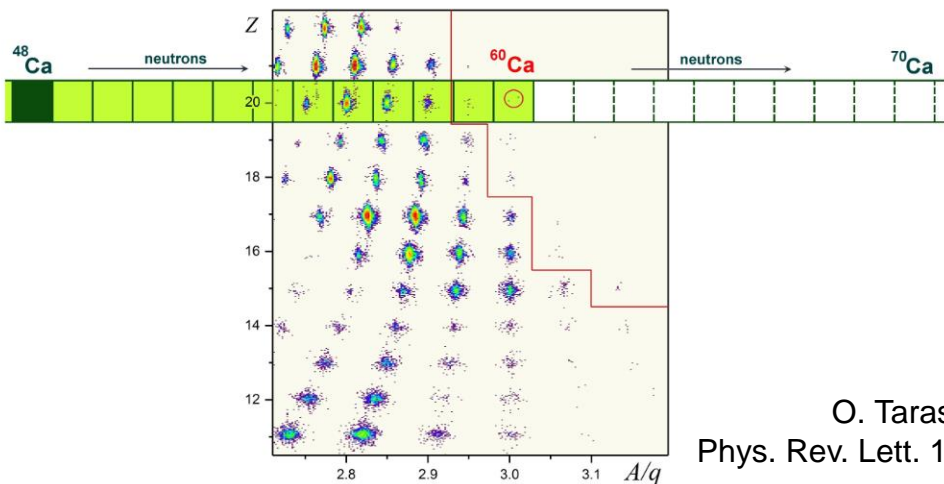 Z
48Ca
neutrons
60Ca
neutrons
70Ca
20
18
16
14
12
2.8 2.9 3.0 3.1 A/q
O. Taras
Phys. Rev. Lett. 1